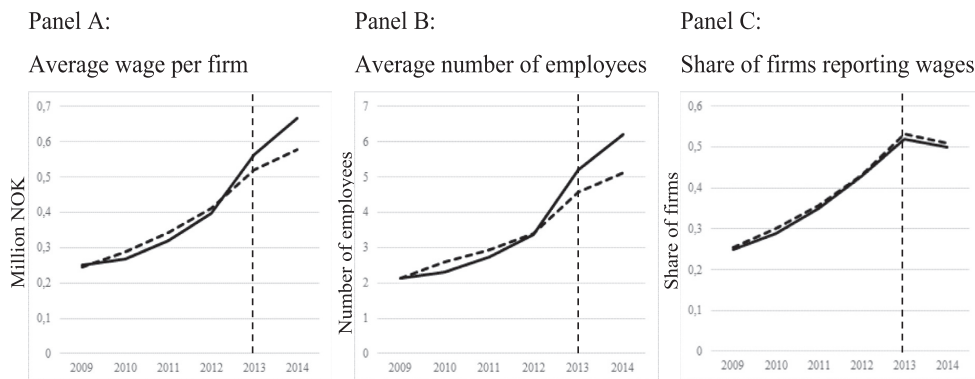 Panel A:
Average wage per firm
Million NOK
0,7
0,6
0,5
0,4
0,3
0,2
0,1
0
2009 2010 2011 2012 2013 2014
Panel B:
Average number of employees
Number of employees
7
6
5
4
3
2
1
0
2009 2010 2011 2012 2013 2014
Panel C:
Share of firms reporting wages
Share of firms
0,6
0,5
0,4
0,3
0,2
0,1
0
2009 2010 2011 2012 2013 2014